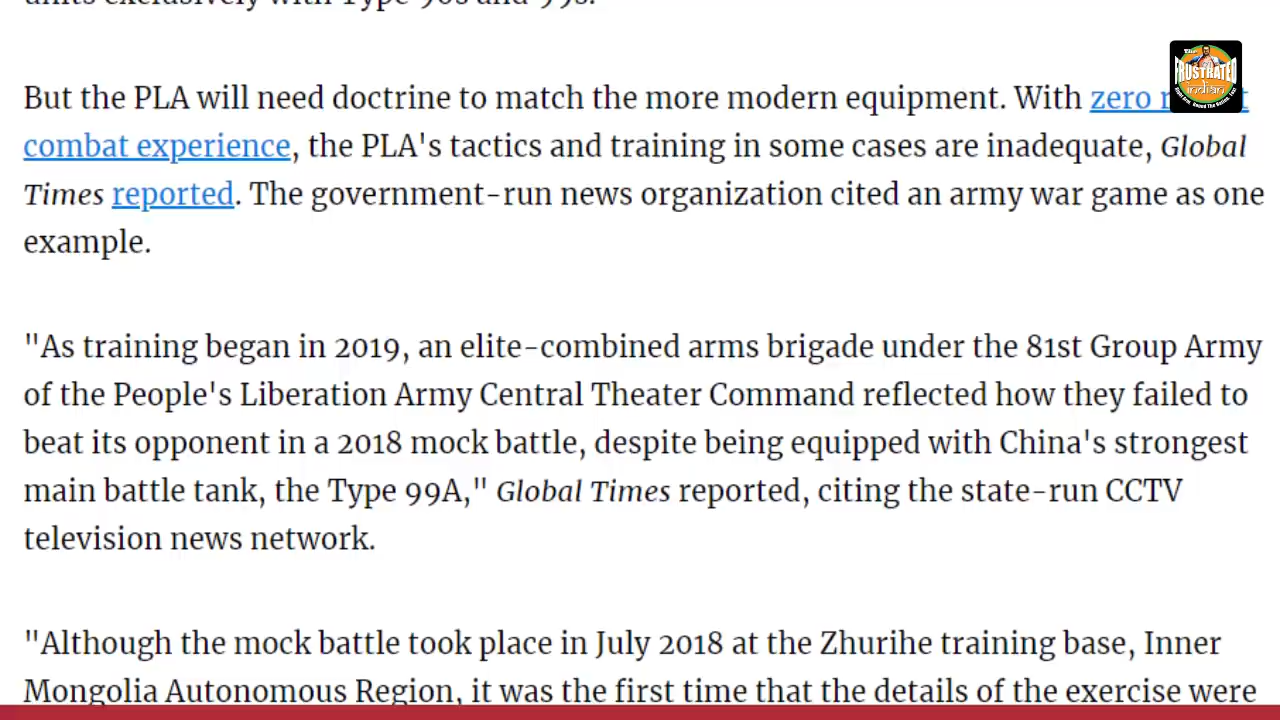 units exclusively with Type 90s and 99s.
The
FRUSTRATED
indian
But the PLA will need doctrine to match the more modern equipment. With zero
combat experience, the PLA's tactics and training in some cases are inadequate, Global
Times reported. The government-run news organization cited an army war game as one
example.
"As training began in 2019, an elite-combined arms brigade under the 81st Group Army
of the People's Liberation Army Central Theater Command reflected how they failed to
beat its opponent in a 2018 mock battle, despite being equipped with China's strongest
main battle tank, the Type 99A," Global Times reported, citing the state-run CCTV
television news network.
"Although the mock battle took place in July 2018 at the Zhurihe training base, Inner
Mongolia Autonomous Region, it was the first time that the details of the exercise were